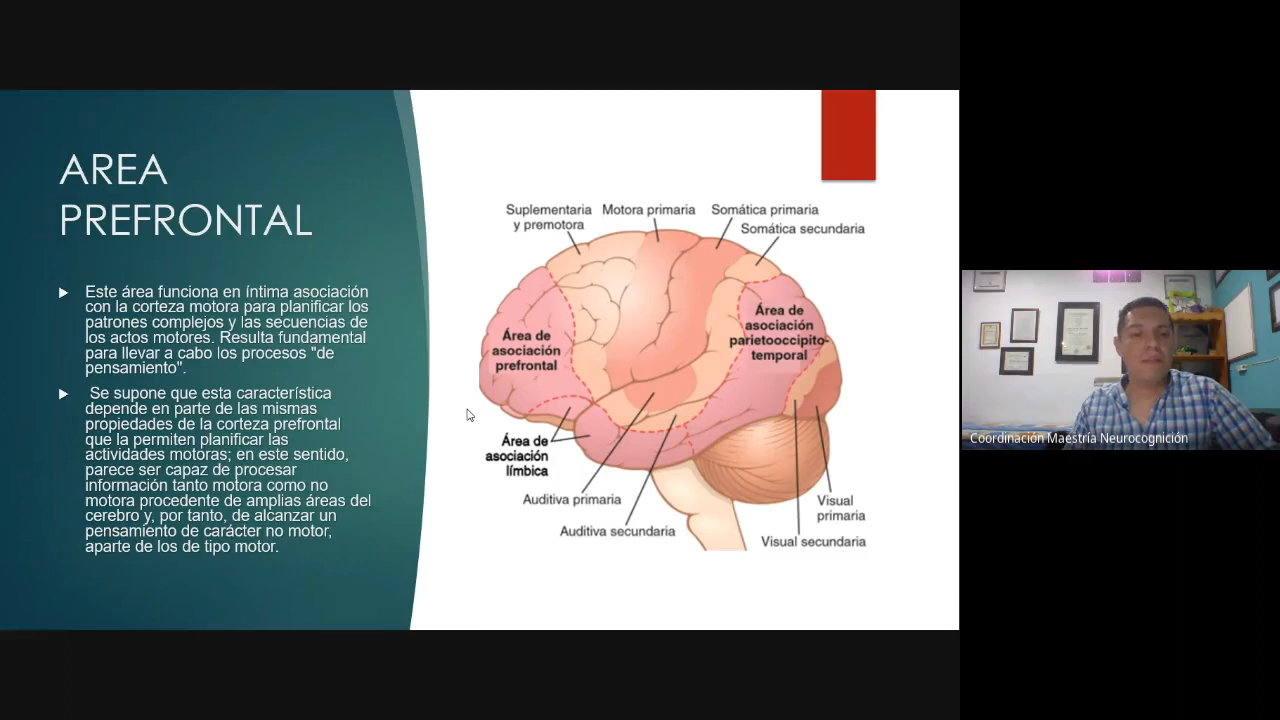 AREA
PREFRONTAL
Este área funciona en íntima asociación
con la corteza motora para planificar los
patrones complejos y las secuencias de
los actos motores. Resulta fundamental
para llevar a cabo los procesos "de
pensamiento".
Se supone que esta característica
depende en parte de las mismas
propiedades de la corteza prefrontal
que la permiten planificar las
actividades motoras; en este sentido,
parece ser capaz de procesar
información tanto motora como no
motora procedente de amplias áreas del
cerebro y, por tanto, de alcanzar un
pensamiento de carácter no motor,
aparte de los de tipo motor.
Suplementaria
y premotora
Motora primaria
Somática primaria
Somática secundaria
Área de
asociación
prefrontal
Área de
asociación
parietooccipito-
temporal
Área de
asociación
límbica
Auditiva primaria
Auditiva secundaria
Visual
primaria
Visual secundaria
Coordinación Maestría Neurocognición